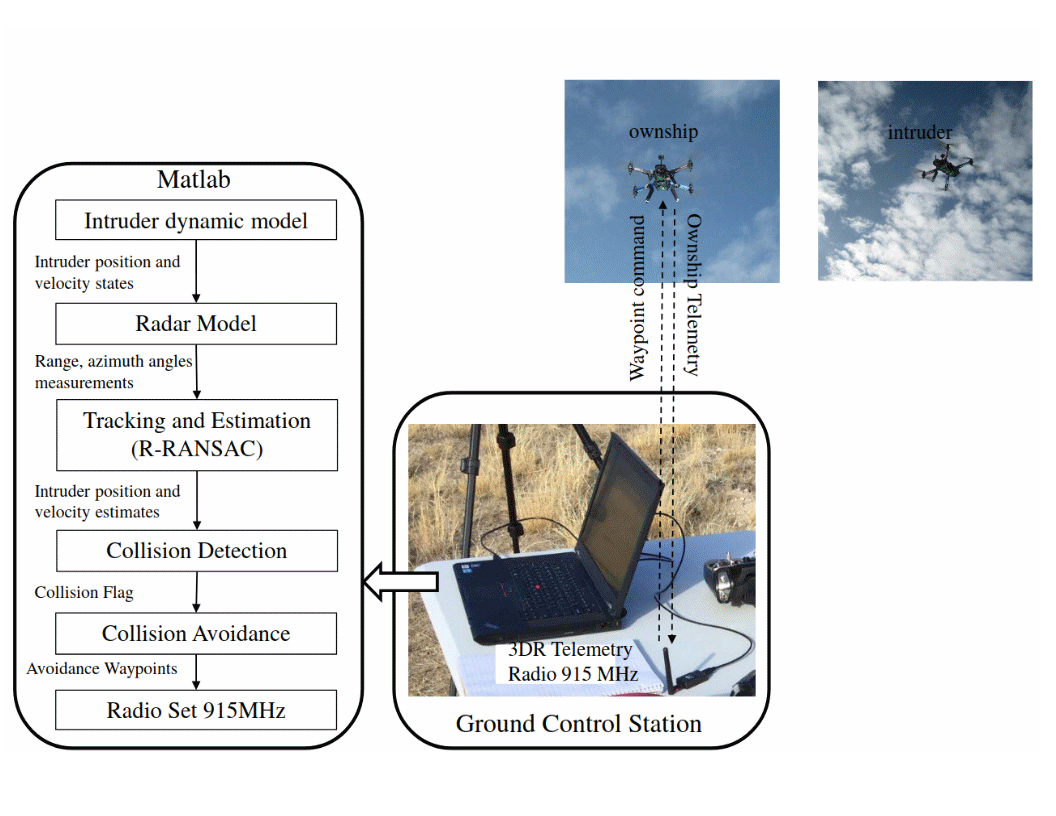 ownship
intruder
Waypoint command
Ownship Telemetry
Matlab
Intruder dynamic model
Intruder position and
velocity states
Radar Model
Range, azimuth angles
measurements
Tracking and Estimation
(R-RANSAC)
Intruder position and
velocity estimates
Collision Detection
Collision Flag
Collision Avoidance
Avoidance Waypoints
Radio Set 915MHz
3DR Telemetry
Radio 915 MHz
Ground Control Station